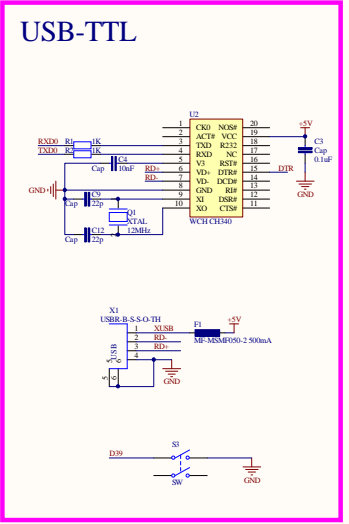 USB-TTL
U2
1 CK0 NOS# 20
2 ACT# VCC 19
3 TXD R232 18
4 RXD NC 17
5 V3 RST# 16
6 VD+ DTR# 15
7 VD- DCD# 14
8 GND RI# 13
9 XI DSR# 12
10 XO CTS# 11
WCH CH340
RXD0 R1 1K
TXD0 R2 1K
C4
Cap 10nF
RD+
RD-
GND
C9
Cap 22p
Q1
XTAL
12MHz
C12
Cap 22p
+5V
C3
Cap
0.1uF
DTR
GND
X1
USBR-B-S-S-O-TH
1 XUSB
2 RD-
3 RD+
4
USB
5 6
5 6
F1
+5V
MF-MSMF050-2 500mA
GND
D39
S3
SW
GND